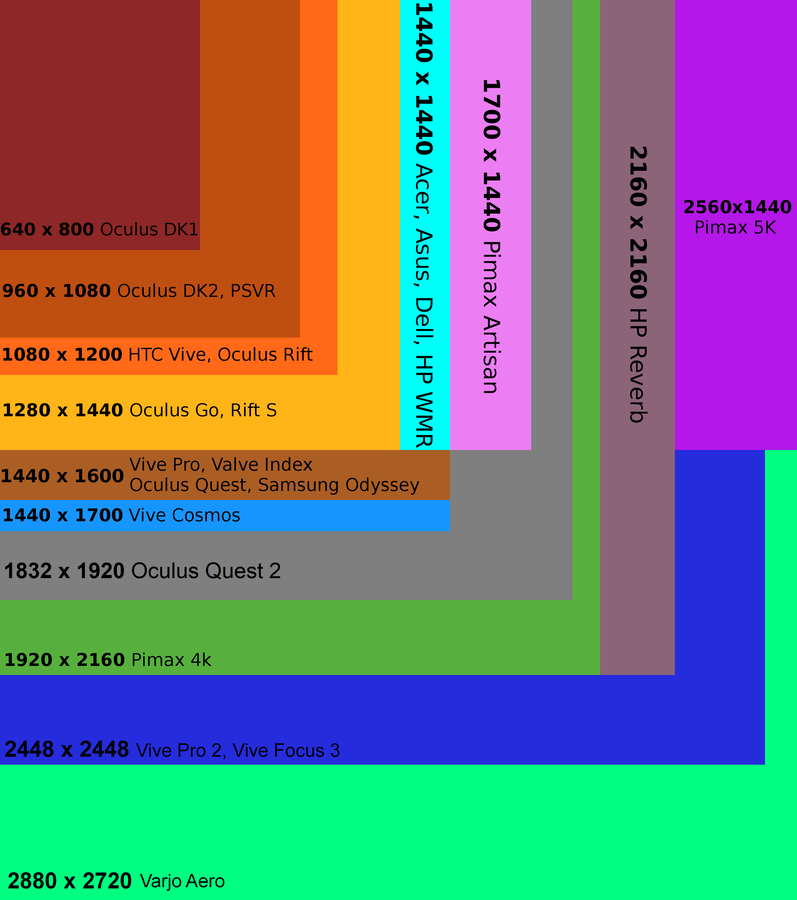 640 x 800 Oculus DK1
960 x 1080 Oculus DK2, PSVR
1080 x 1200 HTC Vive, Oculus Rift
1280 x 1440 Oculus Go, Rift S
1440 x 1440 Acer, Asus, Dell, HP WMR
1700 x 1440 Pimax Artisan
2160 x 2160 HP Reverb
2560x1440
Pimax 5K
1440 x 1600 Vive Pro, Valve Index
Oculus Quest, Samsung Odyssey
1440 x 1700 Vive Cosmos
1832 x 1920 Oculus Quest 2
1920 x 2160 Pimax 4k
2448 x 2448 Vive Pro 2, Vive Focus 3
2880 x 2720 Varjo Aero